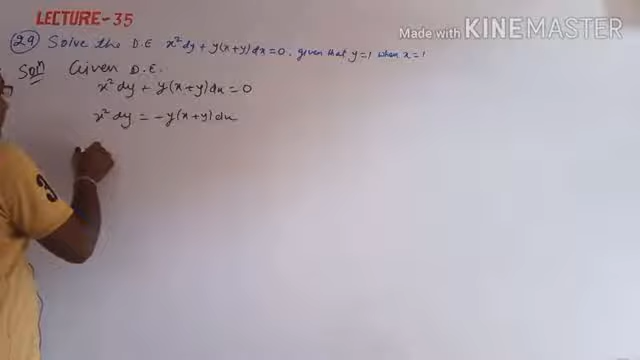 LECTURE-35
Made with KINEMASTER
(29) Solve the D.E x²dy + y(x+y)dx=0, given that y=1 when x=1
Soln Given D.E.
x²dy + y(x+y)dx = 0
x²dy = -y(x+y)dx